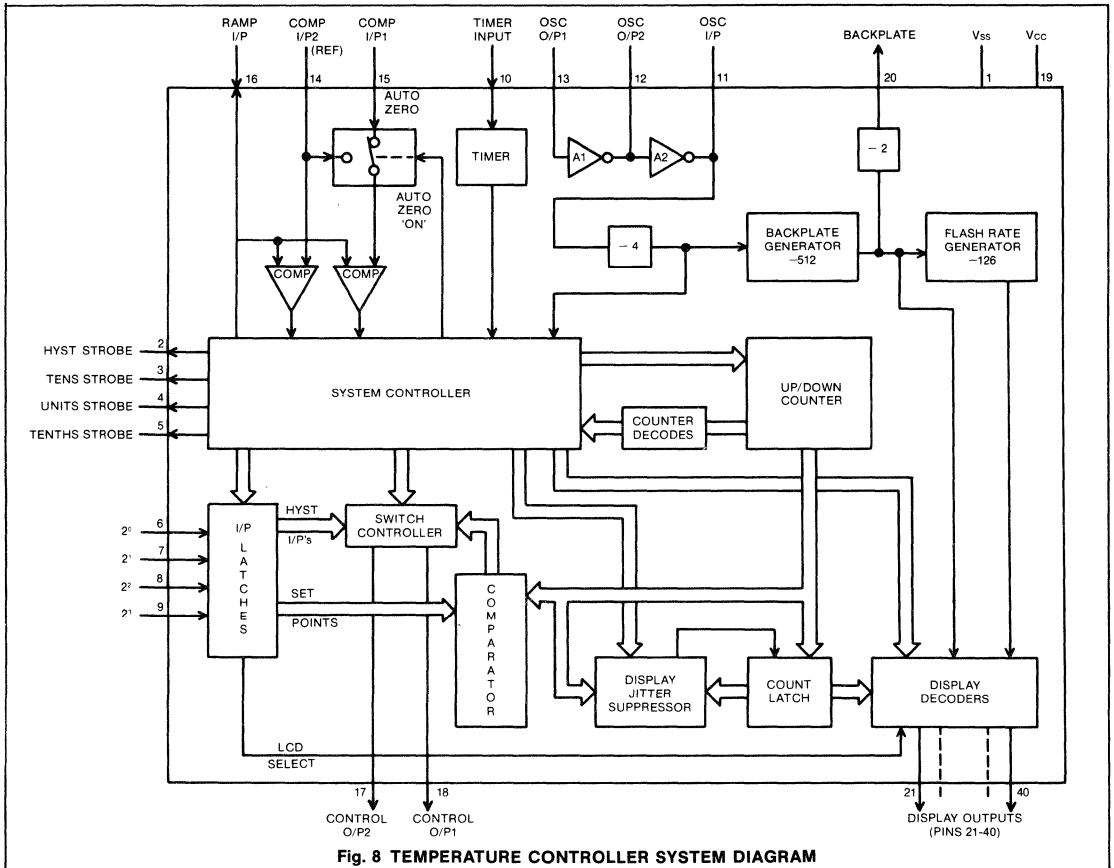 RAMP I/P
COMP I/P2 (REF)
COMP I/P1
TIMER INPUT
OSC O/P1
OSC O/P2
OSC I/P
BACKPLATE
VSS
VCC
16
14
15
10
13
12
11
20
1
19
AUTO ZERO
TIMER
A1
A2
– 2
AUTO ZERO 'ON'
– 4
BACKPLATE GENERATOR –512
FLASH RATE GENERATOR –126
COMP
COMP
HYST STROBE 2
TENS STROBE 3
UNITS STROBE 4
TENTHS STROBE 5
SYSTEM CONTROLLER
UP/DOWN COUNTER
COUNTER DECODES
2⁰ 6
2¹ 7
2² 8
2³ 9
I/P LATCHES
HYST I/P's
SWITCH CONTROLLER
SET POINTS
COMPARATOR
DISPLAY JITTER SUPPRESSOR
COUNT LATCH
DISPLAY DECODERS
LCD SELECT
17
18
21
40
CONTROL O/P2
CONTROL O/P1
DISPLAY OUTPUTS (PINS 21-40)
Fig. 8 TEMPERATURE CONTROLLER SYSTEM DIAGRAM